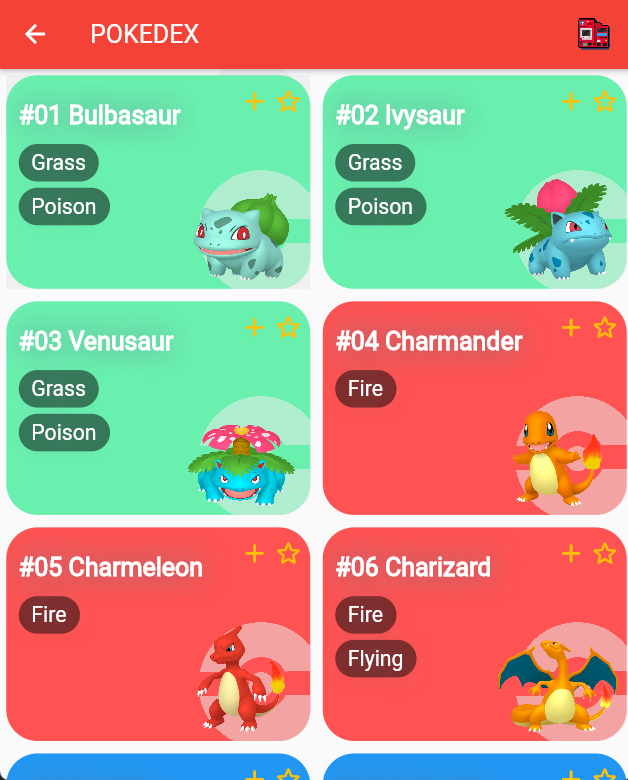 POKEDEX
#01 Bulbasaur
Grass
Poison
#02 Ivysaur
Grass
Poison
#03 Venusaur
Grass
Poison
#04 Charmander
Fire
#05 Charmeleon
Fire
#06 Charizard
Fire
Flying